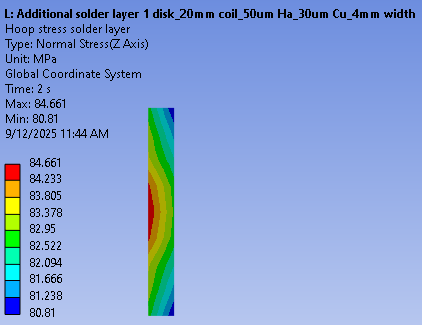 L: Additional solder layer 1 disk_20mm coil_50um Ha_30um Cu_4mm width
Hoop stress solder layer
Type: Normal Stress(Z Axis)
Unit: MPa
Global Coordinate System
Time: 2 s
Max: 84.661
Min: 80.81
9/12/2025 11:44 AM
84.661
84.233
83.805
83.378
82.95
82.522
82.094
81.666
81.238
80.81